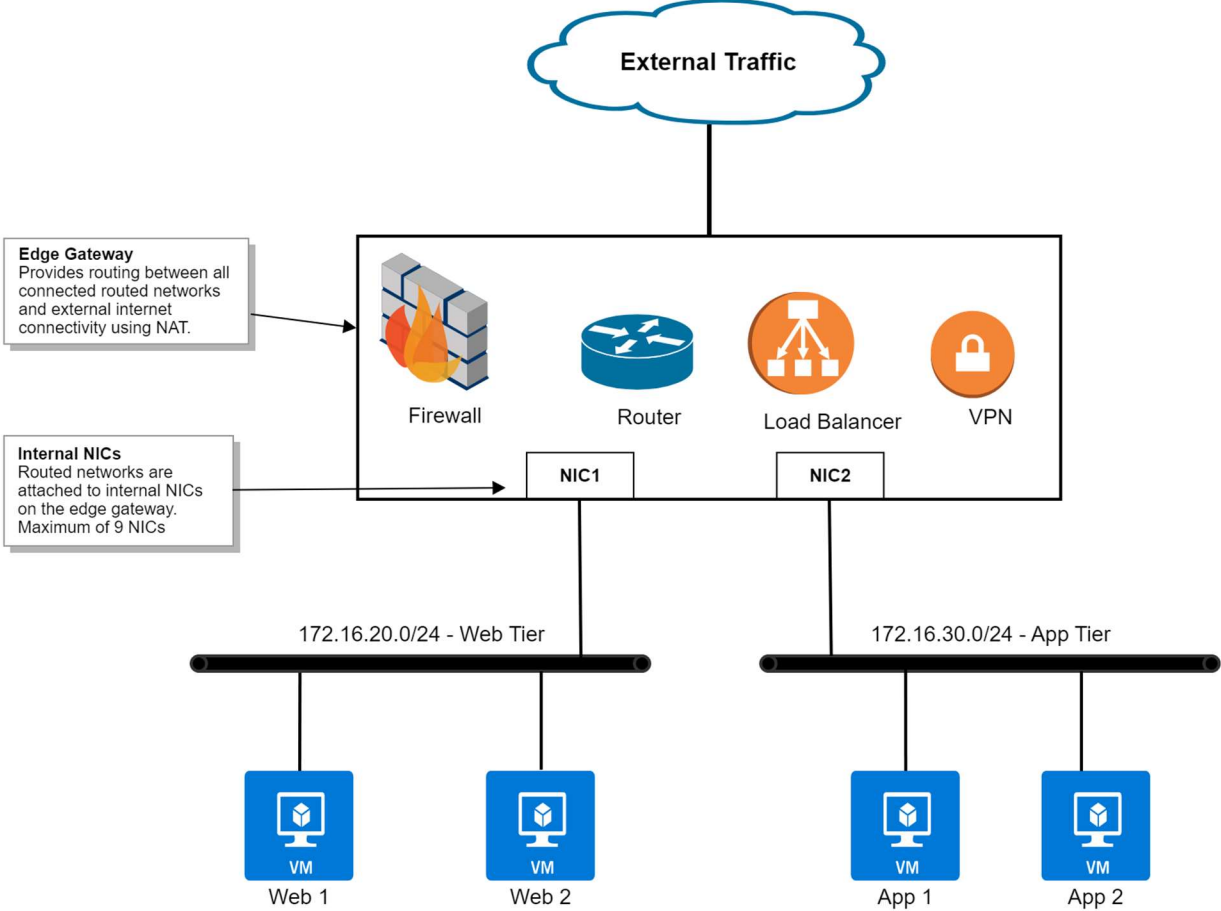 External Traffic
Edge Gateway
Provides routing between all
connected routed networks
and external internet
connectivity using NAT.
Firewall
Router
Load Balancer
VPN
Internal NICs
Routed networks are
attached to internal NICs
on the edge gateway.
Maximum of 9 NICs
NIC1
NIC2
172.16.20.0/24 - Web Tier
172.16.30.0/24 - App Tier
VM
VM
VM
VM
Web 1
Web 2
App 1
App 2